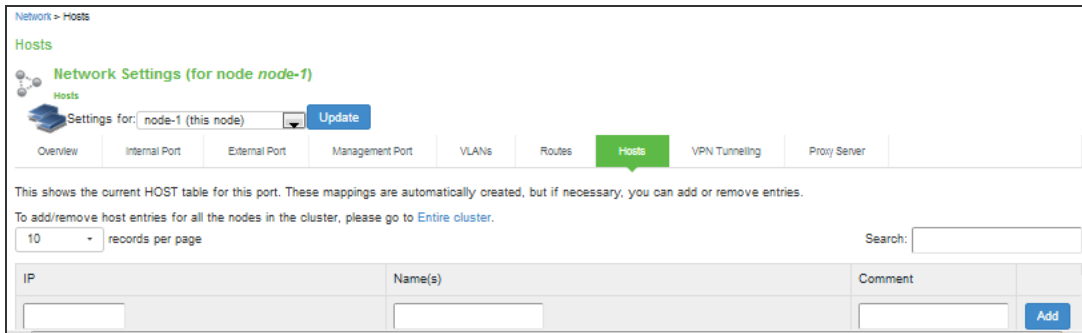 Network > Hosts
Hosts
Network Settings (for node node-1)
Hosts
Settings for: node-1 (this node) Update
Overview Internal Port External Port Management Port VLANs Routes Hosts VPN Tunneling Proxy Server
This shows the current HOST table for this port. These mappings are automatically created, but if necessary, you can add or remove entries.
To add/remove host entries for all the nodes in the cluster, please go to Entire cluster.
10 records per page Search:
IP Name(s) Comment
Add